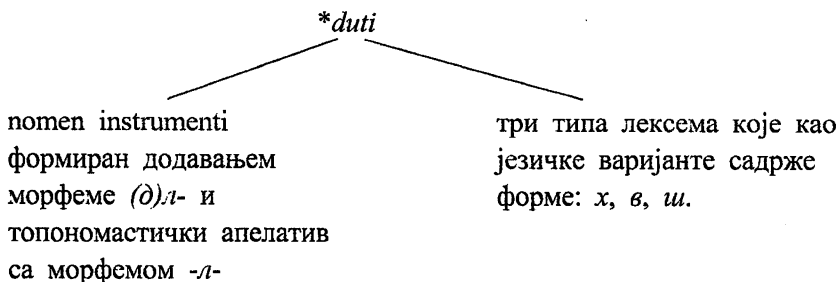 *duti
nomen instrumenti
формиран додавањем
морфеме (д)л- и
топономастички апелатив
са морфемом -л-
три типа лексема које као
језичке варијанте садрже
форме: х, в, ш.